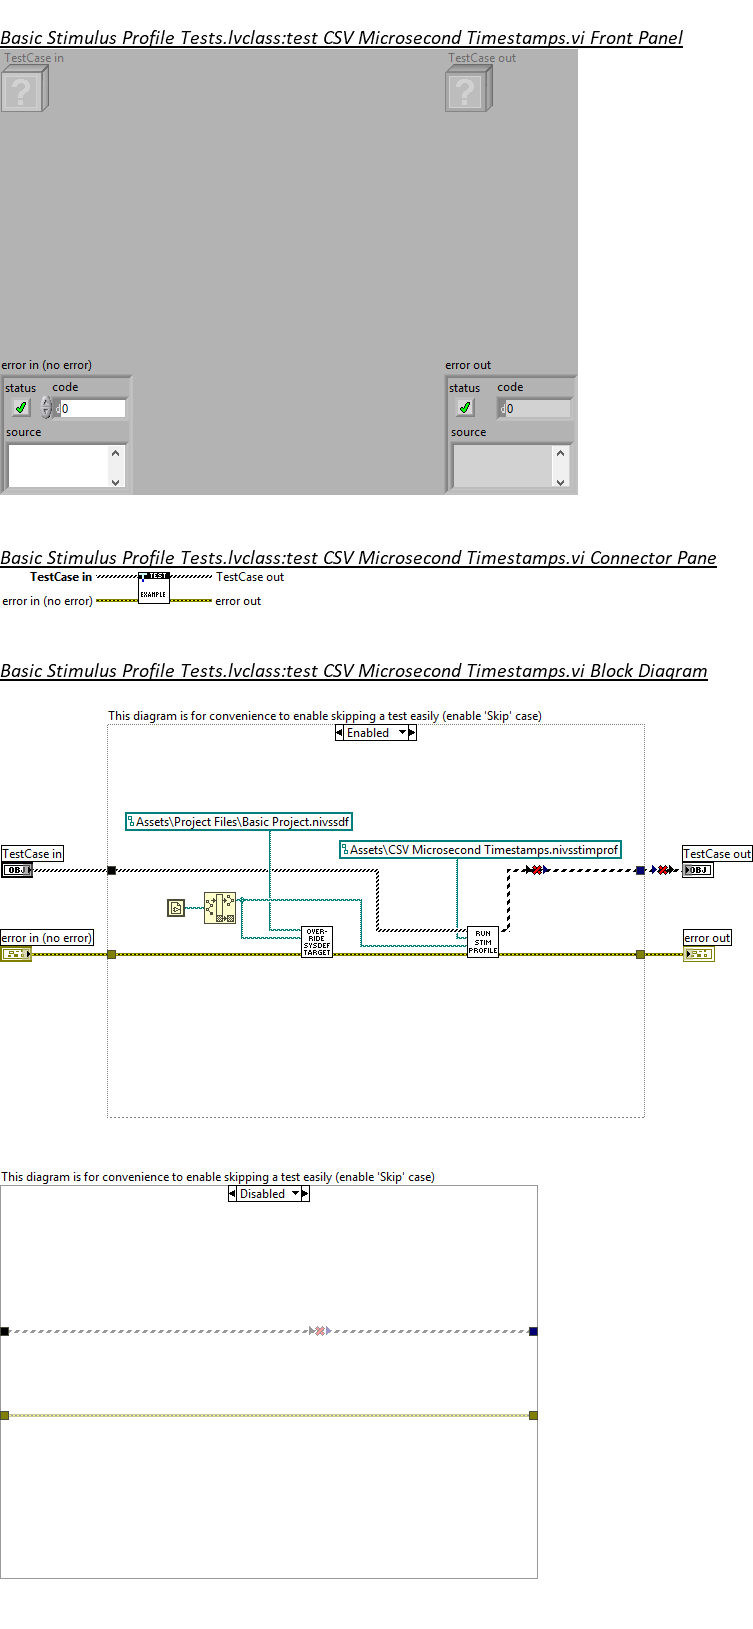 Basic Stimulus Profile Tests.lvclass:test CSV Microsecond Timestamps.vi Front Panel
TestCase in
TestCase out
?
?
error in (no error)
error out
status code
status code
d0
d0
source
source
Basic Stimulus Profile Tests.lvclass:test CSV Microsecond Timestamps.vi Connector Pane
TestCase in
TEST
TestCase out
error in (no error)
EXAMPLE
error out
Basic Stimulus Profile Tests.lvclass:test CSV Microsecond Timestamps.vi Block Diagram
This diagram is for convenience to enable skipping a test easily (enable 'Skip' case)
Enabled
Assets\Project Files\Basic Project.nivssdf
Assets\CSV Microsecond Timestamps.nivsstimprof
TestCase in
TestCase out
OBJ
OBJ
error in (no error)
OVER-
RIDE
SYSDEF
TARGET
RUN
STIM
PROFILE
error out
This diagram is for convenience to enable skipping a test easily (enable 'Skip' case)
Disabled